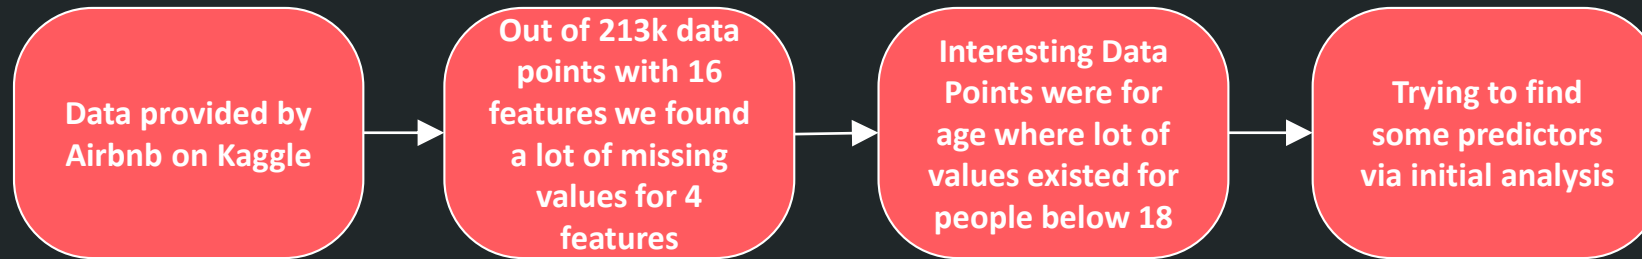 Data provided by
Airbnb on Kaggle
Out of 213k data
points with 16
features we found
a lot of missing
values for 4
features
Interesting Data
Points were for
age where lot of
values existed for
people below 18
Trying to find
some predictors
via initial analysis